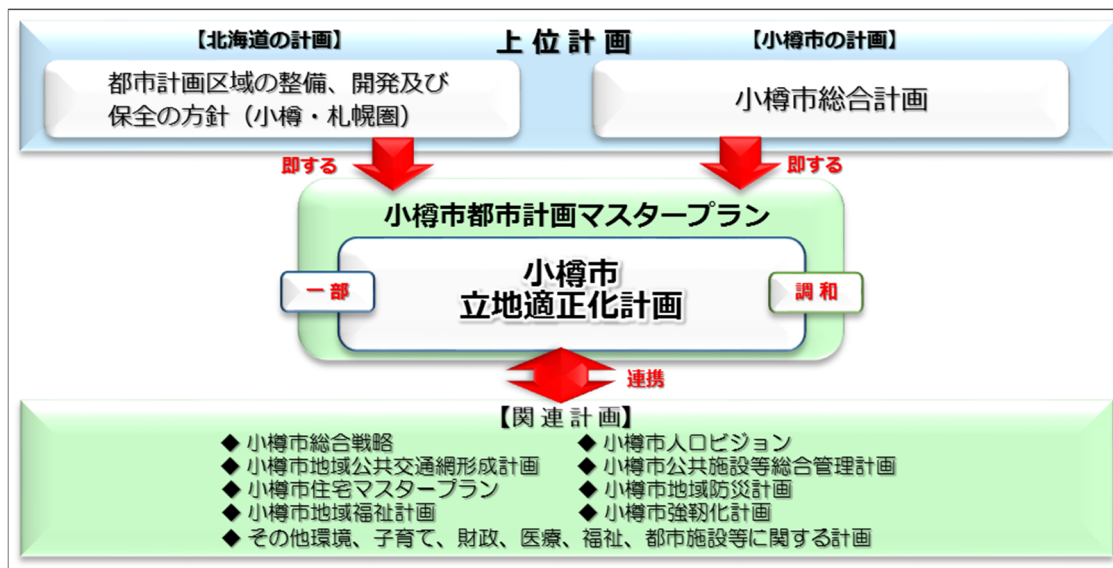 【北海道の計画】
上位計画
【小樽市の計画】
都市計画区域の整備、開発及び
保全の方針（小樽・札幌圏）
小樽市総合計画
即する
即する
小樽市都市計画マスタープラン
小樽市
立地適正化計画
一部
調和
連携
【関連計画】
◆ 小樽市総合戦略
◆ 小樽市人口ビジョン
◆ 小樽市地域公共交通網形成計画
◆ 小樽市公共施設等総合管理計画
◆ 小樽市住宅マスタープラン
◆ 小樽市地域防災計画
◆ 小樽市地域福祉計画
◆ 小樽市強靭化計画
◆ その他環境、子育て、財政、医療、福祉、都市施設等に関する計画